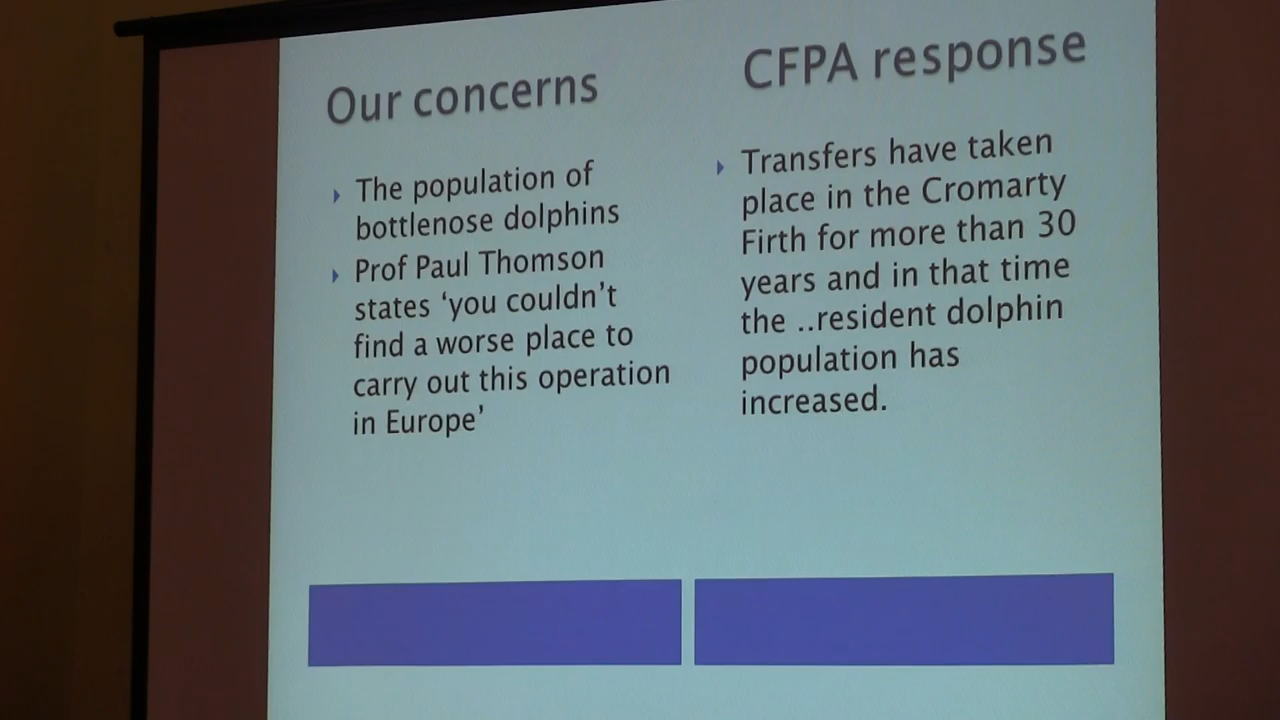 Our concerns
The population of
bottlenose dolphins
Prof Paul Thomson
states ‘you couldn’t
find a worse place to
carry out this operation
in Europe’
CFPA response
Transfers have taken
place in the Cromarty
Firth for more than 30
years and in that time
the ..resident dolphin
population has
increased.